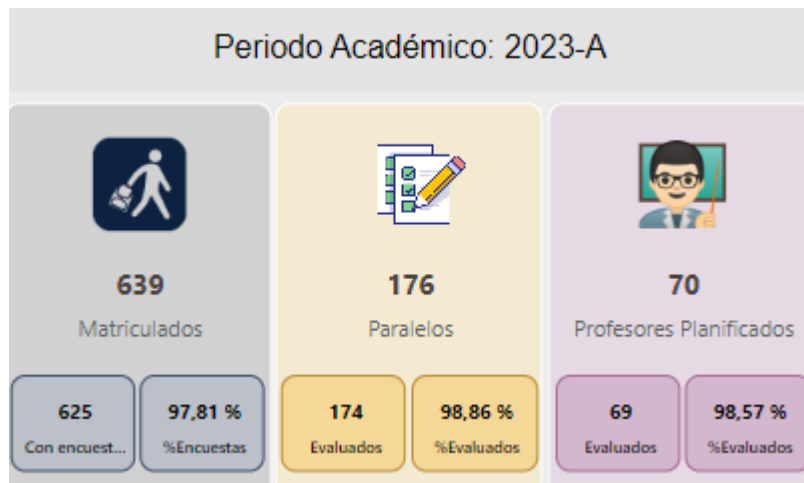 Periodo Académico: 2023-A
639
Matriculados
625
Con encuest...
97,81 %
%Encuestas
176
Paralelos
174
Evaluados
98,86 %
%Evaluados
70
Profesores Planificados
69
Evaluados
98,57 %
%Evaluados